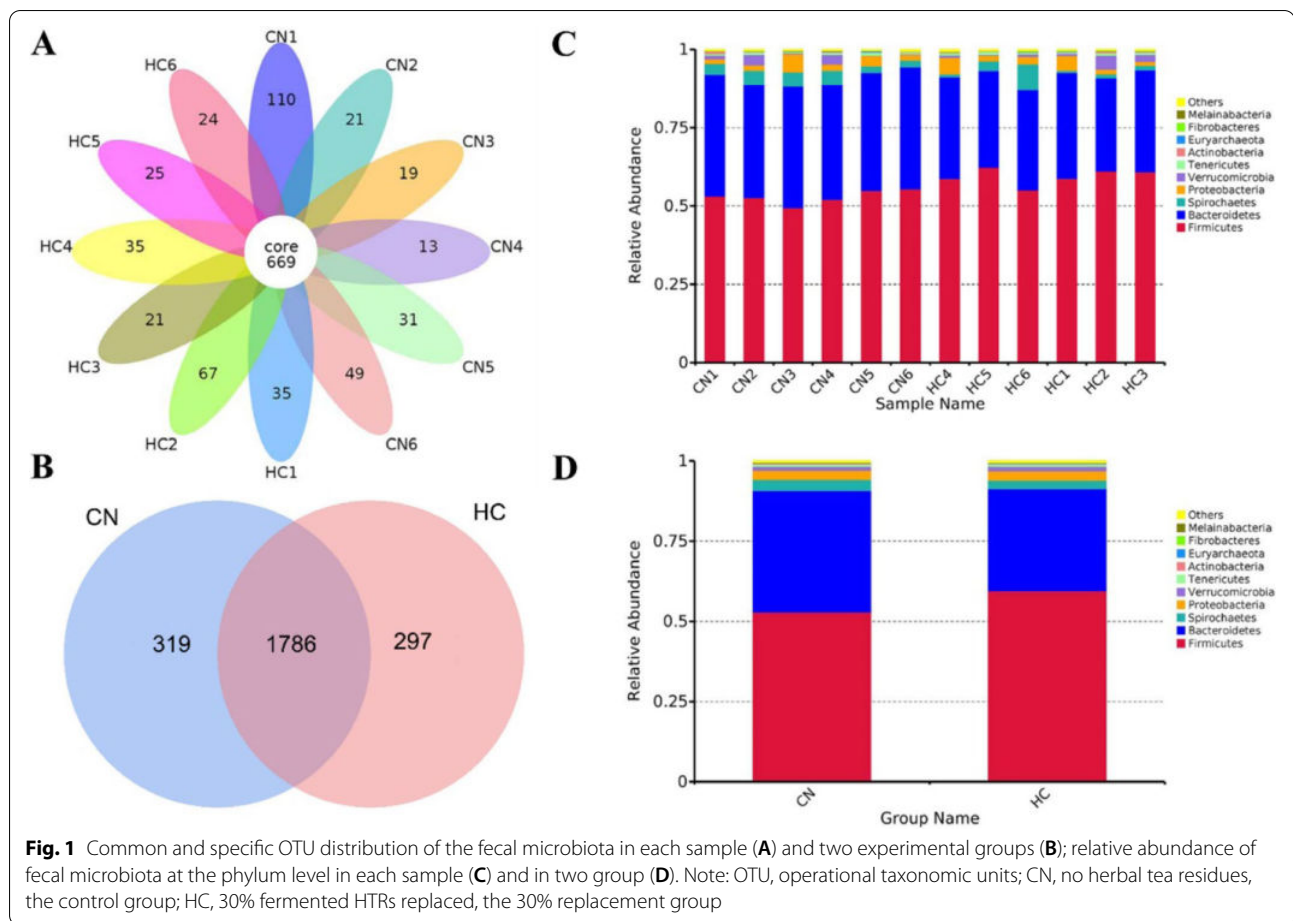 A
CN1
HC6
CN2
110
24
21
HC5
CN3
25
19
HC4
35
core
669
13
CN4
21
31
HC3
CN5
67
35
49
HC2
CN6
HC1
B
CN
HC
319
1786
297
C
1
0.75
0.5
0.25
0
Relative Abundance
CN1
CN2
CN3
CN4
CN5
CN6
HC4
HC5
HC6
HC1
HC2
HC3
Sample Name
Others
Melainabacteria
Fibrobacteres
Euryarchaeota
Actinobacteria
Tenericutes
Verrucomicrobia
Proteobacteria
Spirochaetes
Bacteroidetes
Firmicutes
D
1
0.75
0.5
0.25
0
Relative Abundance
CN
HC
Group Name
Others
Melainabacteria
Fibrobacteres
Euryarchaeota
Actinobacteria
Tenericutes
Verrucomicrobia
Proteobacteria
Spirochaetes
Bacteroidetes
Firmicutes
Fig. 1 Common and specific OTU distribution of the fecal microbiota in each sample (A) and two experimental groups (B); relative abundance of
fecal microbiota at the phylum level in each sample (C) and in two group (D). Note: OTU, operational taxonomic units; CN, no herbal tea residues,
the control group; HC, 30% fermented HTRs replaced, the 30% replacement group